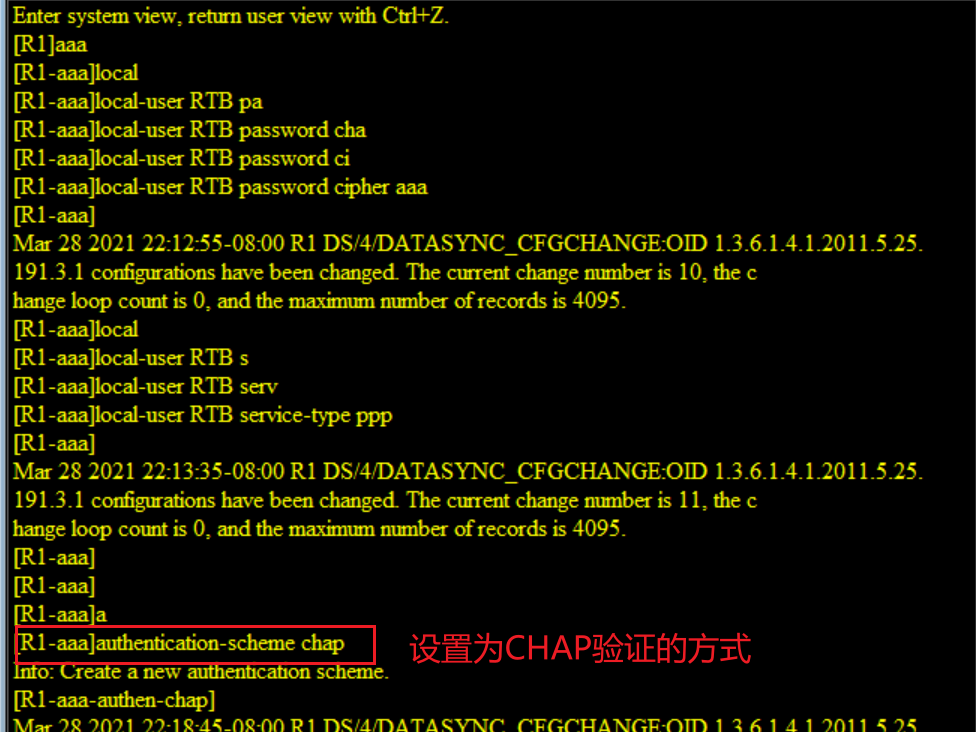 Enter system view, return user view with Ctrl+Z.
[R1]aaa
[R1-aaa]local
[R1-aaa]local-user RTB pa
[R1-aaa]local-user RTB password cha
[R1-aaa]local-user RTB password ci
[R1-aaa]local-user RTB password cipher aaa
[R1-aaa]
Mar 28 2021 22:12:55-08:00 R1 DS/4/DATASYNC_CFGCHANGE:OID 1.3.6.1.4.1.2011.5.25.
191.3.1 configurations have been changed. The current change number is 10, the c
hange loop count is 0, and the maximum number of records is 4095.
[R1-aaa]local
[R1-aaa]local-user RTB s
[R1-aaa]local-user RTB serv
[R1-aaa]local-user RTB service-type ppp
[R1-aaa]
Mar 28 2021 22:13:35-08:00 R1 DS/4/DATASYNC_CFGCHANGE:OID 1.3.6.1.4.1.2011.5.25.
191.3.1 configurations have been changed. The current change number is 11, the c
hange loop count is 0, and the maximum number of records is 4095.
[R1-aaa]
[R1-aaa]
[R1-aaa]a
[R1-aaa]authentication-scheme chap
设置为CHAP验证的方式
Info: Create a new authentication scheme.
[R1-aaa-authen-chap]
Mar 28 2021 22:18:45-08:00 R1 DS/4/DATASYNC_CFGCHANGE:OID 1.3.6.1.4.1.2011.5.25.